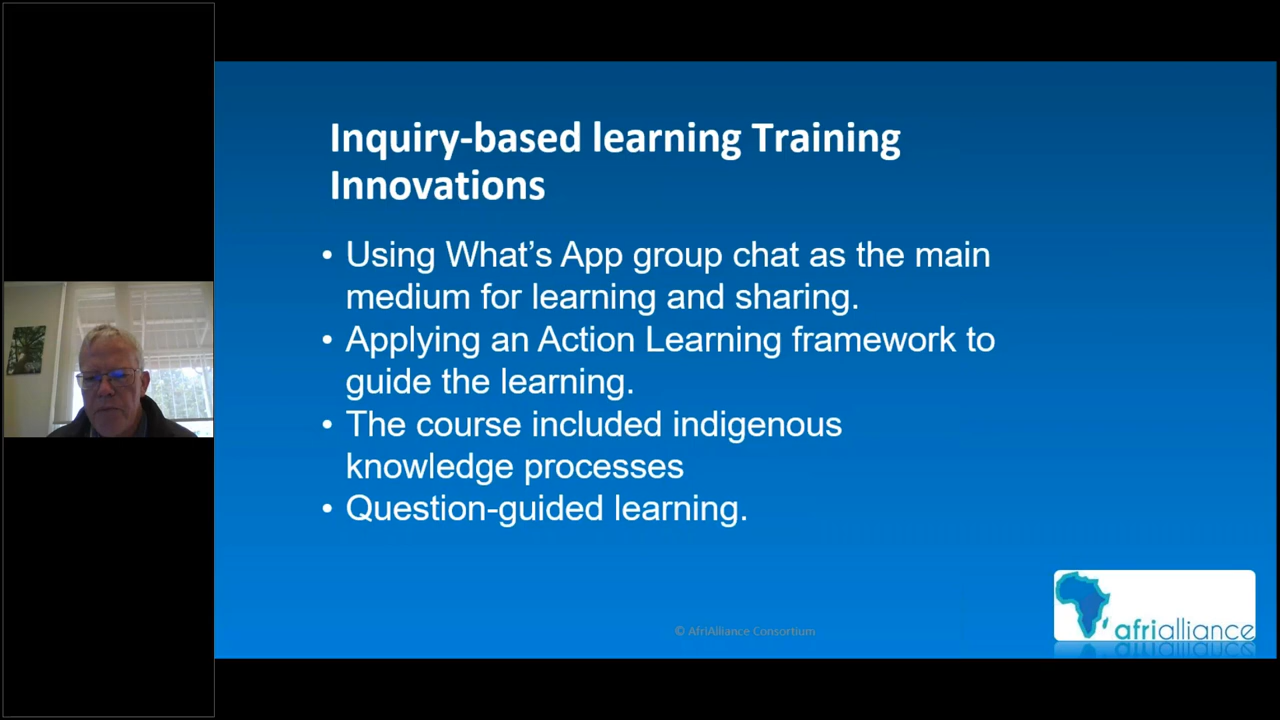 Inquiry-based learning Training
Innovations
• Using What's App group chat as the main
medium for learning and sharing.
• Applying an Action Learning framework to
guide the learning.
• The course included indigenous
knowledge processes
• Question-guided learning.
© AfriAlliance Consortium
afrialliance